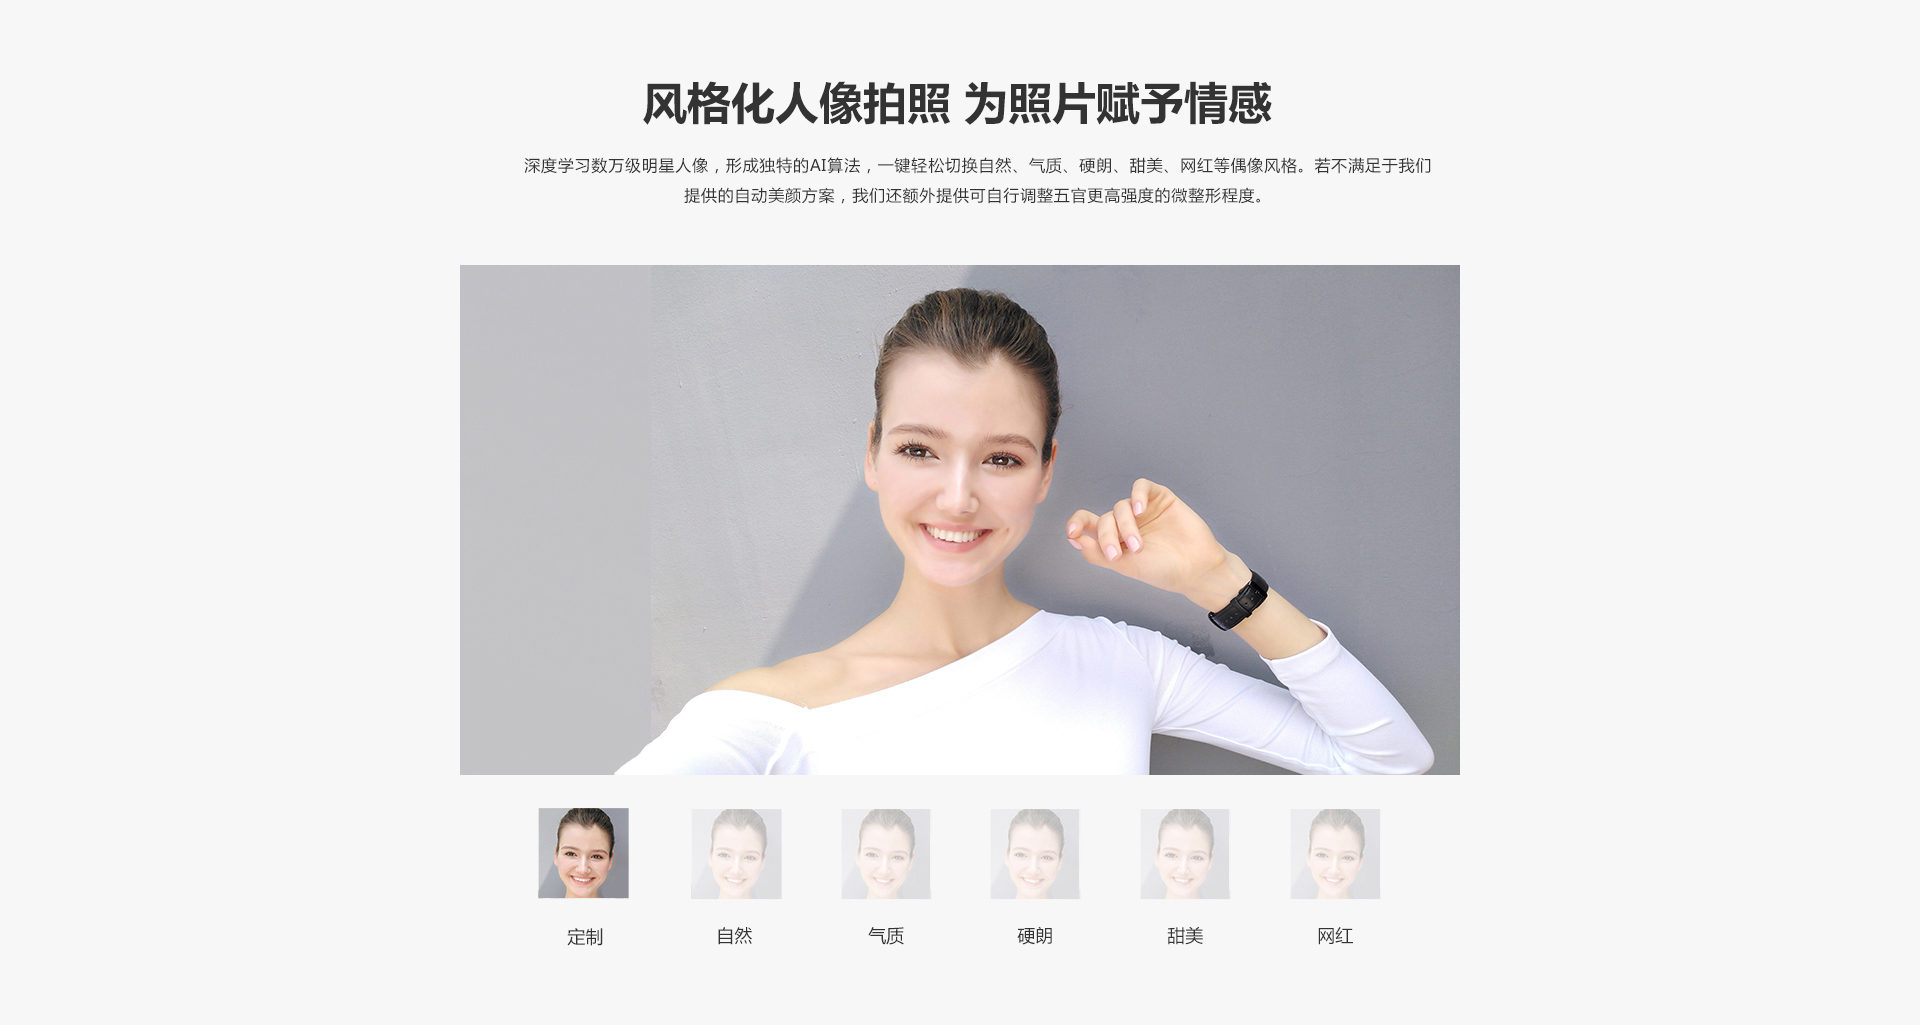 风格化人像拍照 为照片赋予情感
深度学习数万级明星人像，形成独特的AI算法，一键轻松切换自然、气质、硬朗、甜美、网红等偶像风格。若不满足于我们
提供的自动美颜方案，我们还额外提供可自行调整五官更高强度的微整形程度。
定制
自然
气质
硬朗
甜美
网红